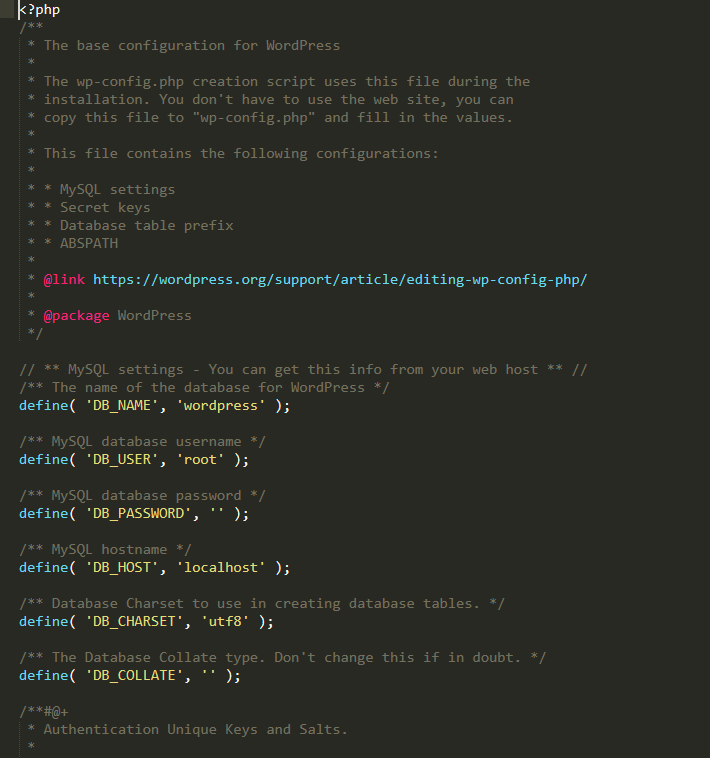 <?php
/**
 * The base configuration for WordPress
 *
 * The wp-config.php creation script uses this file during the
 * installation. You don't have to use the web site, you can
 * copy this file to "wp-config.php" and fill in the values.
 *
 * This file contains the following configurations:
 *
 * * MySQL settings
 * * Secret keys
 * * Database table prefix
 * * ABSPATH
 *
 * @link https://wordpress.org/support/article/editing-wp-config-php/
 *
 * @package WordPress
 */

// ** MySQL settings - You can get this info from your web host ** //
/** The name of the database for WordPress */
define( 'DB_NAME', 'wordpress' );

/** MySQL database username */
define( 'DB_USER', 'root' );

/** MySQL database password */
define( 'DB_PASSWORD', '' );

/** MySQL hostname */
define( 'DB_HOST', 'localhost' );

/** Database Charset to use in creating database tables. */
define( 'DB_CHARSET', 'utf8' );

/** The Database Collate type. Don't change this if in doubt. */
define( 'DB_COLLATE', '' );

/**#@+
 * Authentication Unique Keys and Salts.
 *